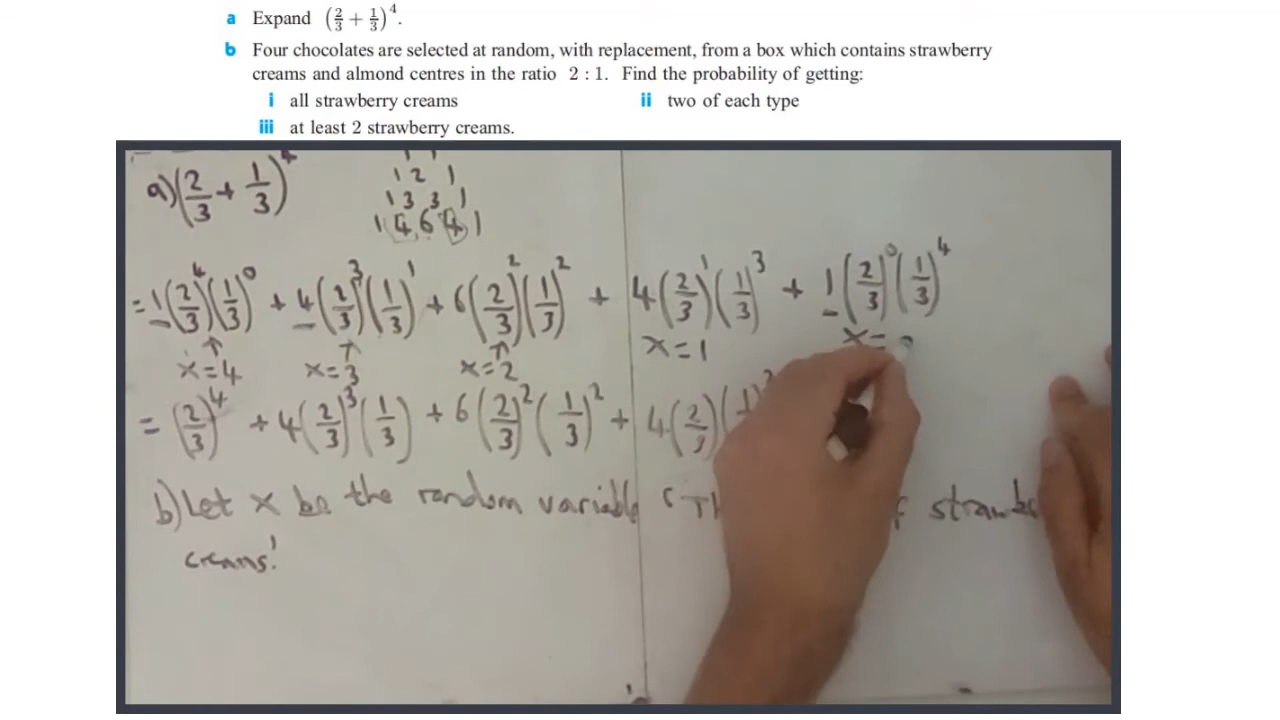 a Expand (2/3 + 1/3)^4.
b Four chocolates are selected at random, with replacement, from a box which contains strawberry
creams and almond centres in the ratio 2 : 1. Find the probability of getting:
i all strawberry creams ii two of each type
iii at least 2 strawberry creams.
a) (2/3 + 1/3)^4
1 2 1
1 3 3 1
1 4 6 4 1
= 1(2/3)^4(1/3)^0 + 4(2/3)^3(1/3)^1 + 6(2/3)^2(1/3)^2 + 4(2/3)^1(1/3)^3 + 1(2/3)^0(1/3)^4
x=4 x=3 x=2 x=1 x=
= (2/3)^4 + 4(2/3)^3(1/3) + 6(2/3)^2(1/3)^2 + 4(2/3)
b) Let x be the random variable
creams'